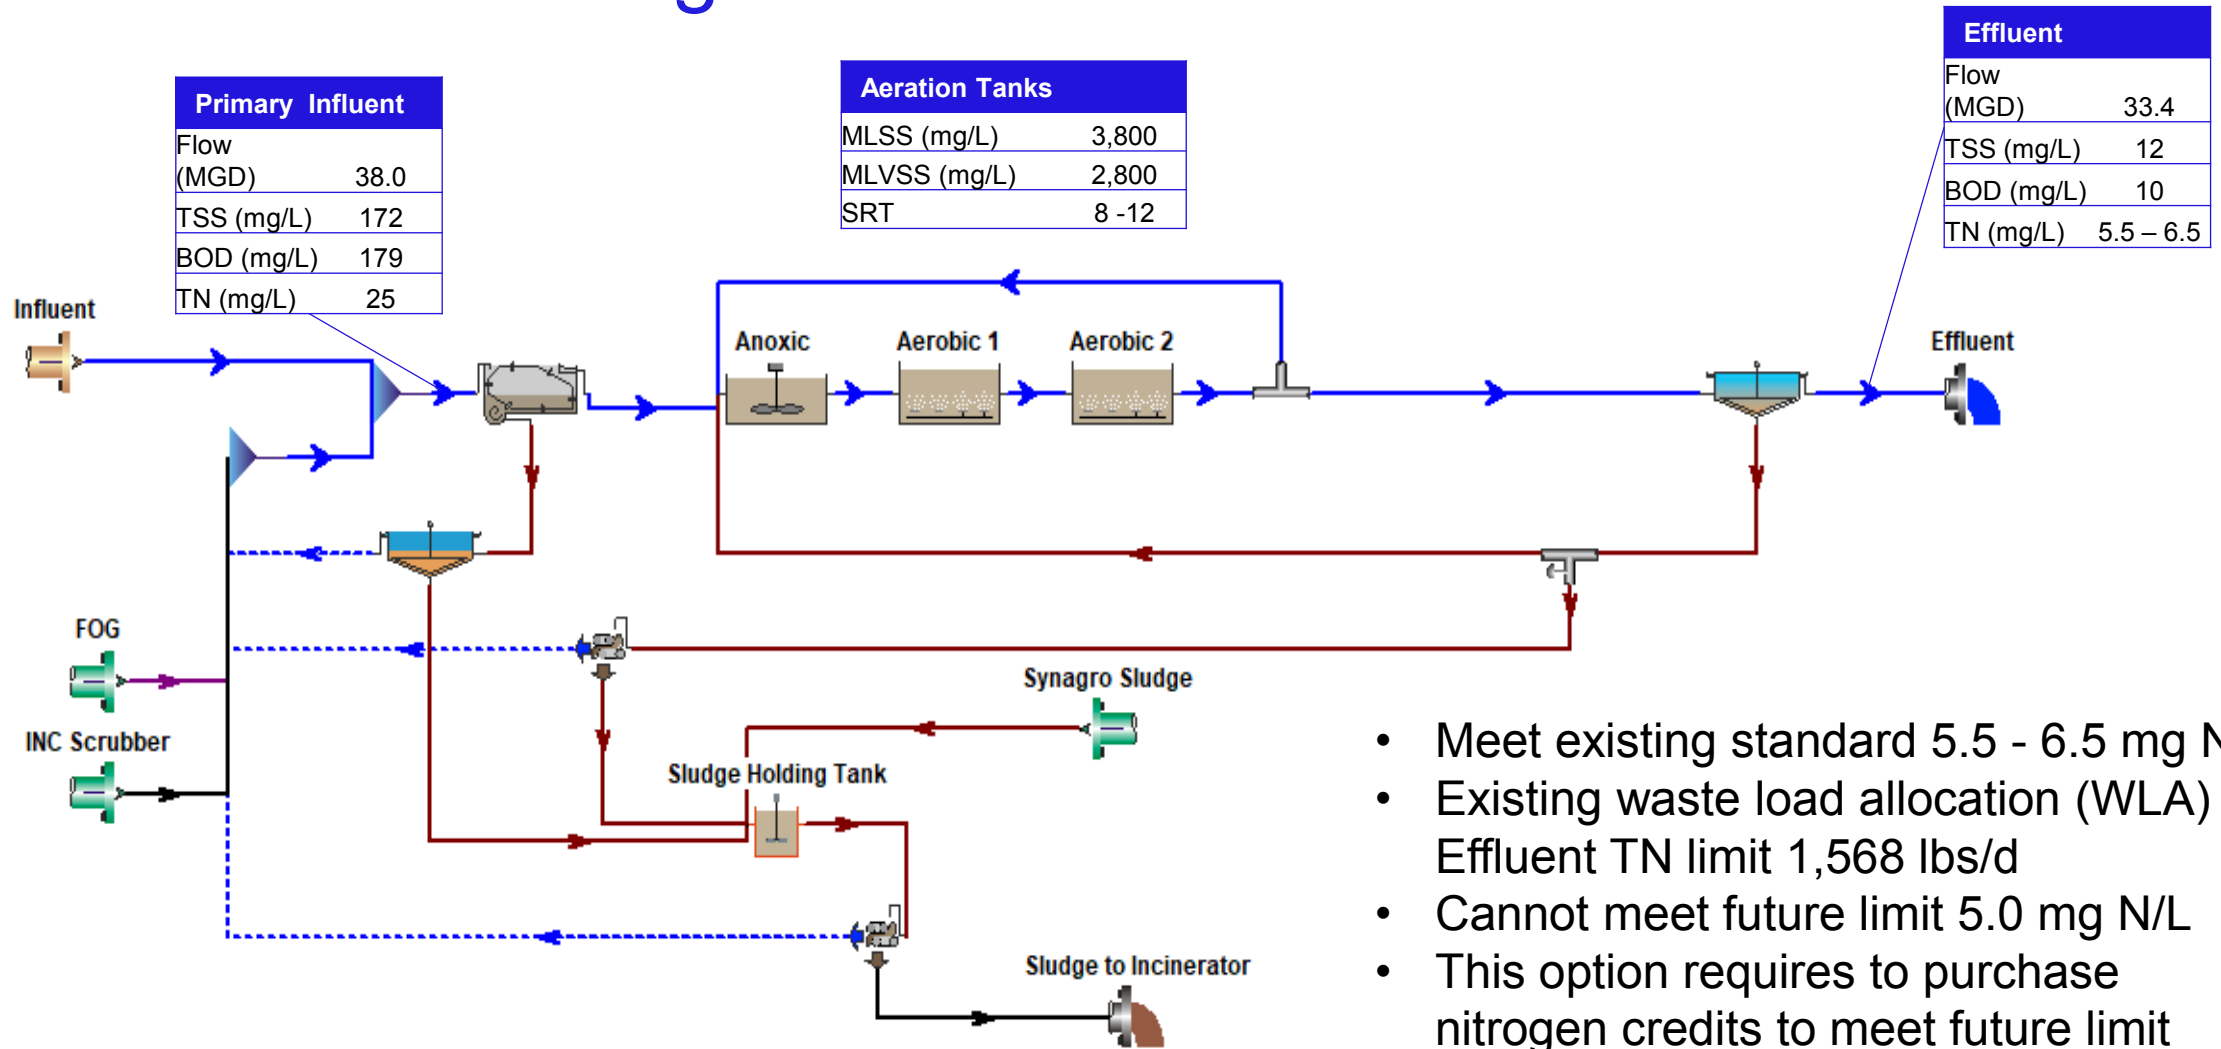 Primary Influent
Flow
(MGD) 38.0
TSS (mg/L) 172
BOD (mg/L) 179
TN (mg/L) 25
Aeration Tanks
MLSS (mg/L) 3,800
MLVSS (mg/L) 2,800
SRT 8 -12
Effluent
Flow
(MGD) 33.4
TSS (mg/L) 12
BOD (mg/L) 10
TN (mg/L) 5.5 – 6.5
Influent
Anoxic
Aerobic 1
Aerobic 2
Effluent
FOG
INC Scrubber
Synagro Sludge
Sludge Holding Tank
Sludge to Incinerator
• Meet existing standard 5.5 - 6.5 mg N
• Existing waste load allocation (WLA)
Effluent TN limit 1,568 lbs/d
• Cannot meet future limit 5.0 mg N/L
• This option requires to purchase
nitrogen credits to meet future limit